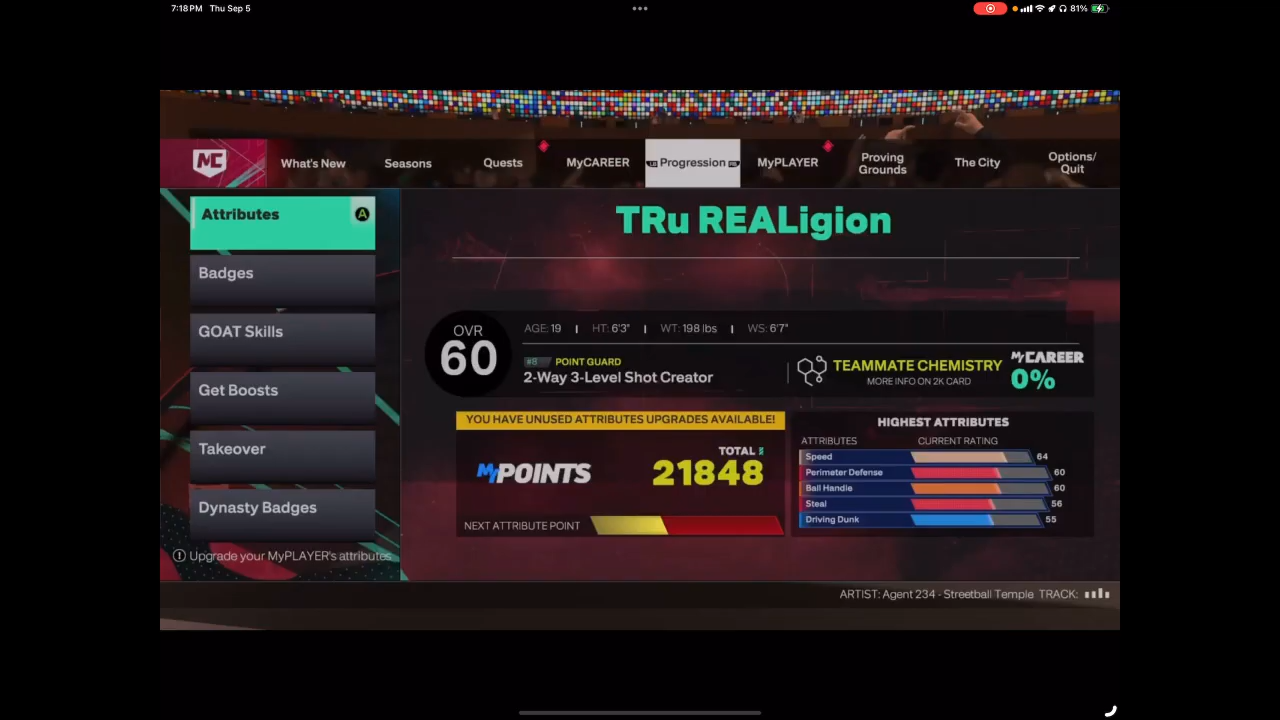 7:18 PM Thu Sep 5
81%
MC
What's New
Seasons
Quests
MyCAREER
LB Progression RB
MyPLAYER
Proving Grounds
The City
Options/
Quit
Attributes A
Badges
GOAT Skills
Get Boosts
Takeover
Dynasty Badges
Upgrade your MyPLAYER's attributes
TRu REALigion
OVR
60
AGE: 19 | HT: 6'3" | WT: 198 lbs | WS: 6'7"
#8 POINT GUARD
2-Way 3-Level Shot Creator
TEAMMATE CHEMISTRY
MORE INFO ON 2K CARD
MyCAREER
0%
YOU HAVE UNUSED ATTRIBUTES UPGRADES AVAILABLE!
MyPOINTS
TOTAL
21848
NEXT ATTRIBUTE POINT
HIGHEST ATTRIBUTES
ATTRIBUTES CURRENT RATING
Speed 64
Perimeter Defense 60
Ball Handle 60
Steal 56
Driving Dunk 55
ARTIST: Agent 234 - Streetball Temple TRACK: